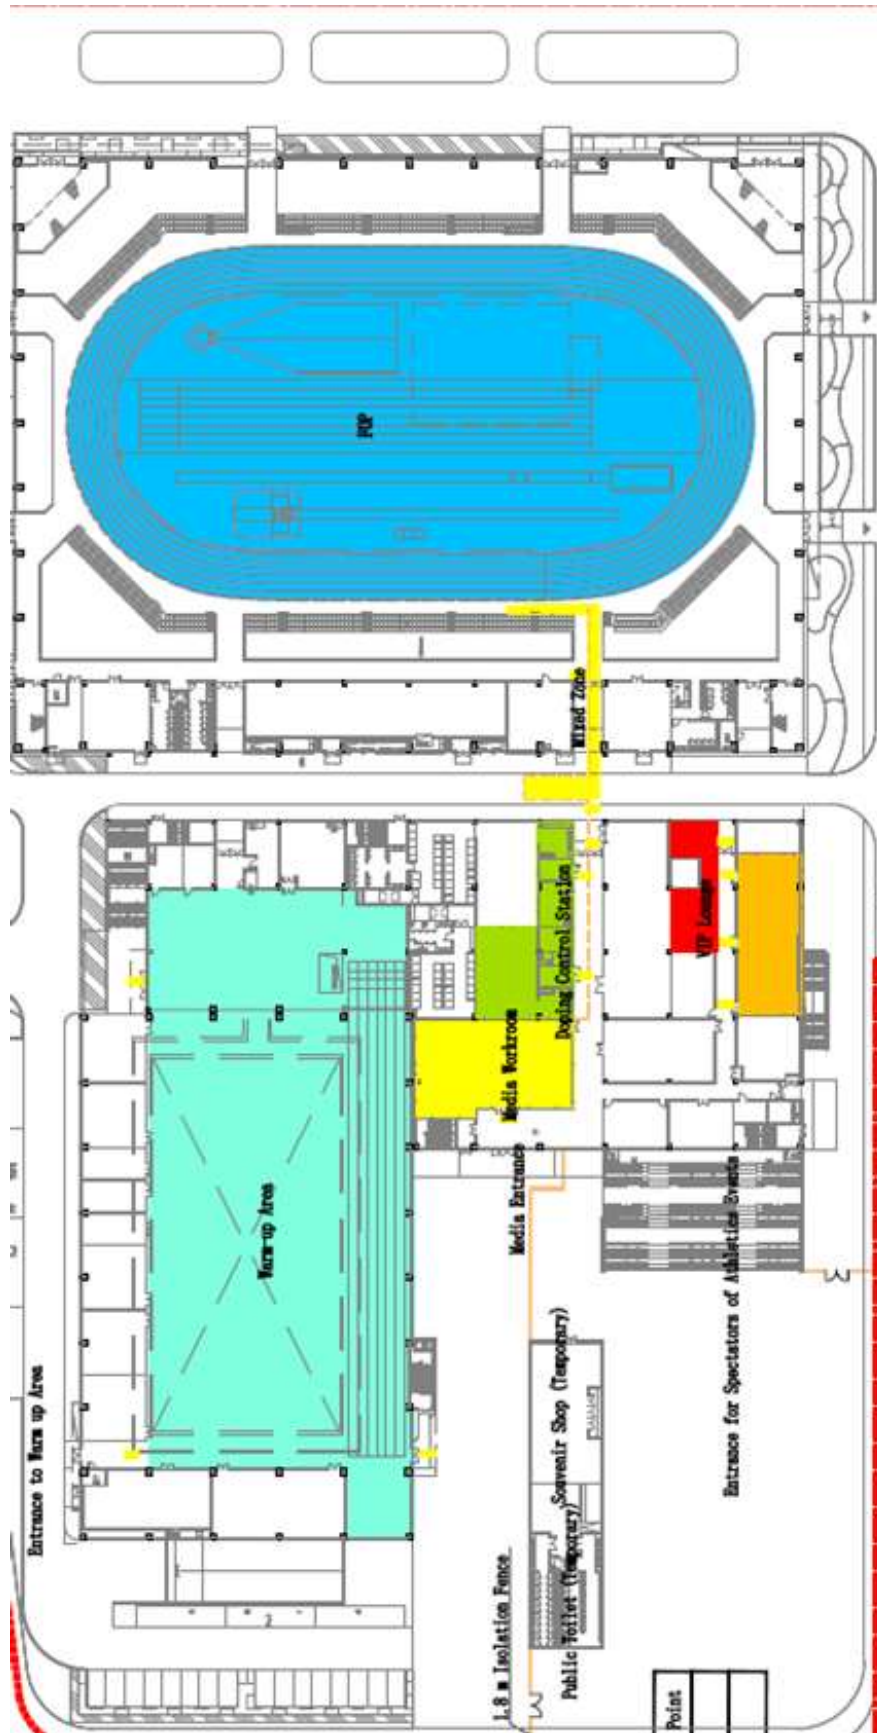 FOP
Mixed Zone
Doping Control Station
VIP Lounge
Media Workroom
Media Entrance
Warm-up Area
Entrance for Spectators of Athletics Events
Souvenir Shop (Temporary)
Entrance to Warm up Area
Public Toilet (Temporary)
1.8 m Isolation Fence
Point